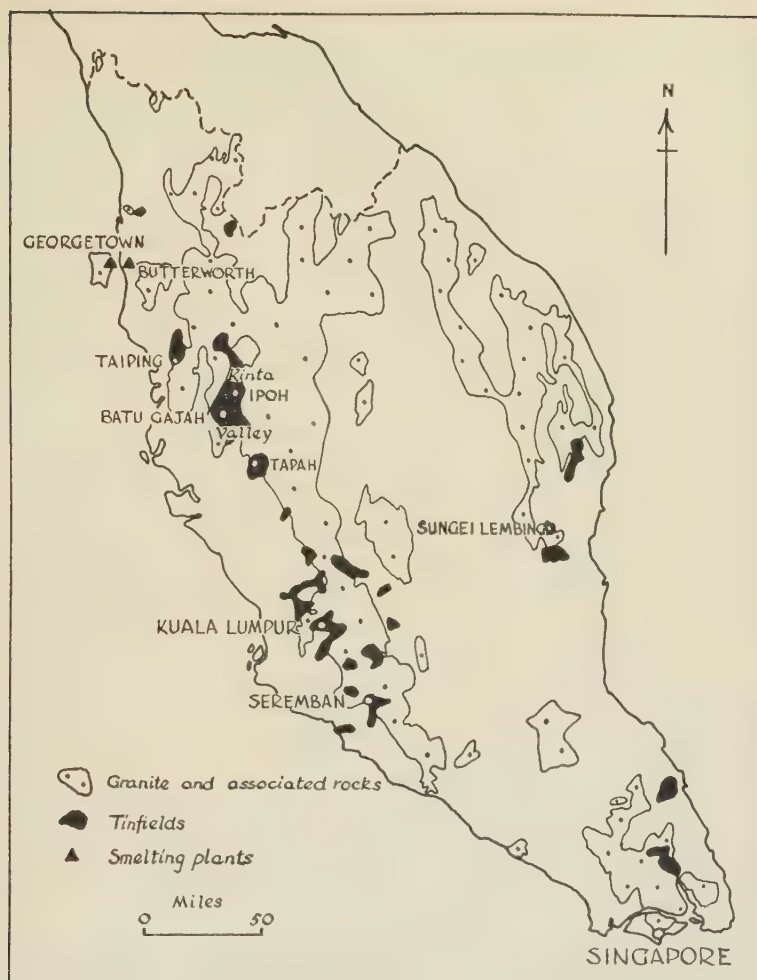 N
GEORGETOWN
BUTTERWORTH
TAIPING
Kinta
IPOH
BATU GAJAH
Valley
TAPAH
SUNGEI LEMBING
KUALA LUMPUR
SEREMBAN
Granite and associated rocks
Tinfields
Smelting plants
Miles
0 50
SINGAPORE